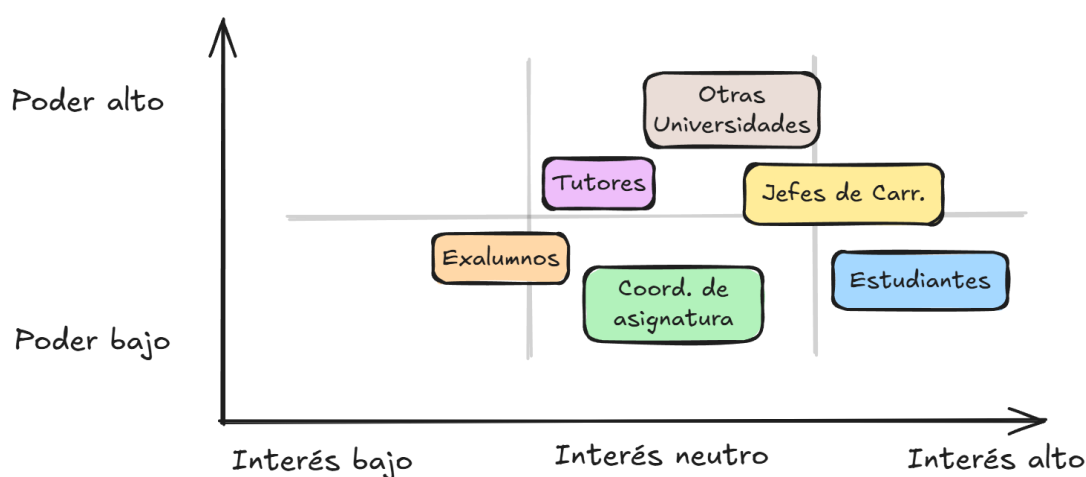 Poder alto
Otras
Universidades
Tutores
Jefes de Carr.
Exalumnos
Coord. de
asignatura
Estudiantes
Poder bajo
Interés bajo
Interés neutro
Interés alto